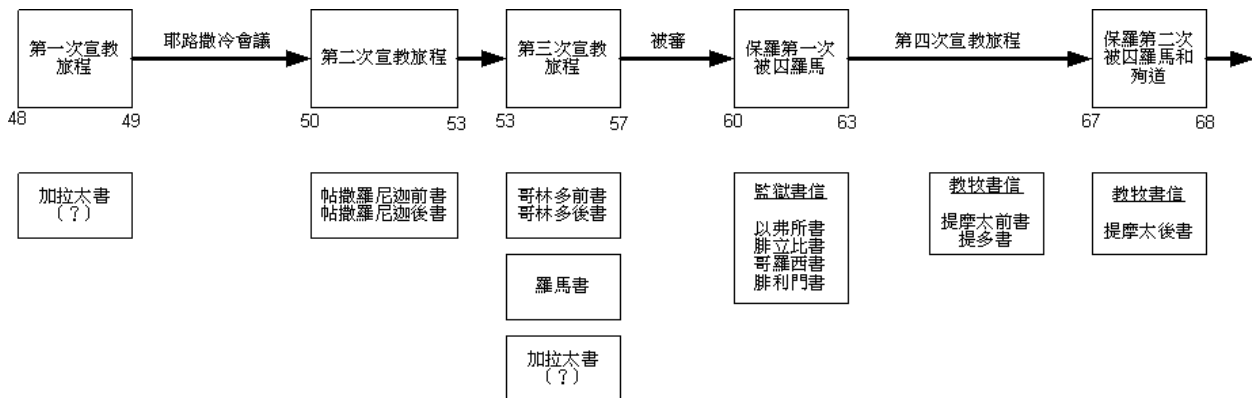 第一次宣教
旅程
耶路撒冷會議
第二次宣教旅程
第三次宣教
旅程
被審
保羅第一次
被囚羅馬
第四次宣教旅程
保羅第二次
被囚羅馬和
殉道
48
49
50
53
53
57
60
63
67
68
加拉太書
(?)
帖撒羅尼迦前書
帖撒羅尼迦後書
哥林多前書
哥林多後書
羅馬書
加拉太書
(?)
監獄書信
以弗所書
腓立比書
哥羅西書
腓利門書
教牧書信
提摩太前書
提多書
教牧書信
提摩太後書